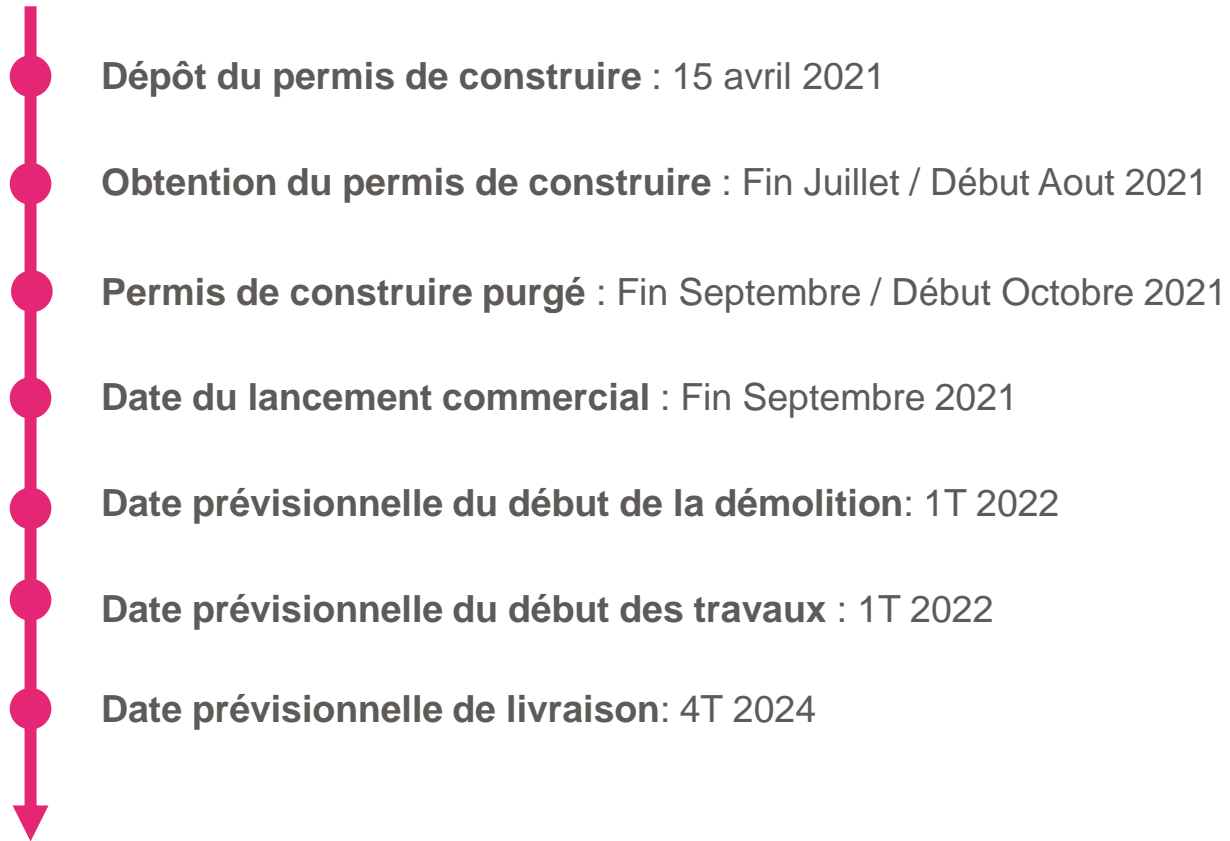 Dépôt du permis de construire : 15 avril 2021
Obtention du permis de construire : Fin Juillet / Début Aout 2021
Permis de construire purgé : Fin Septembre / Début Octobre 2021
Date du lancement commercial : Fin Septembre 2021
Date prévisionnelle du début de la démolition: 1T 2022
Date prévisionnelle du début des travaux : 1T 2022
Date prévisionnelle de livraison: 4T 2024